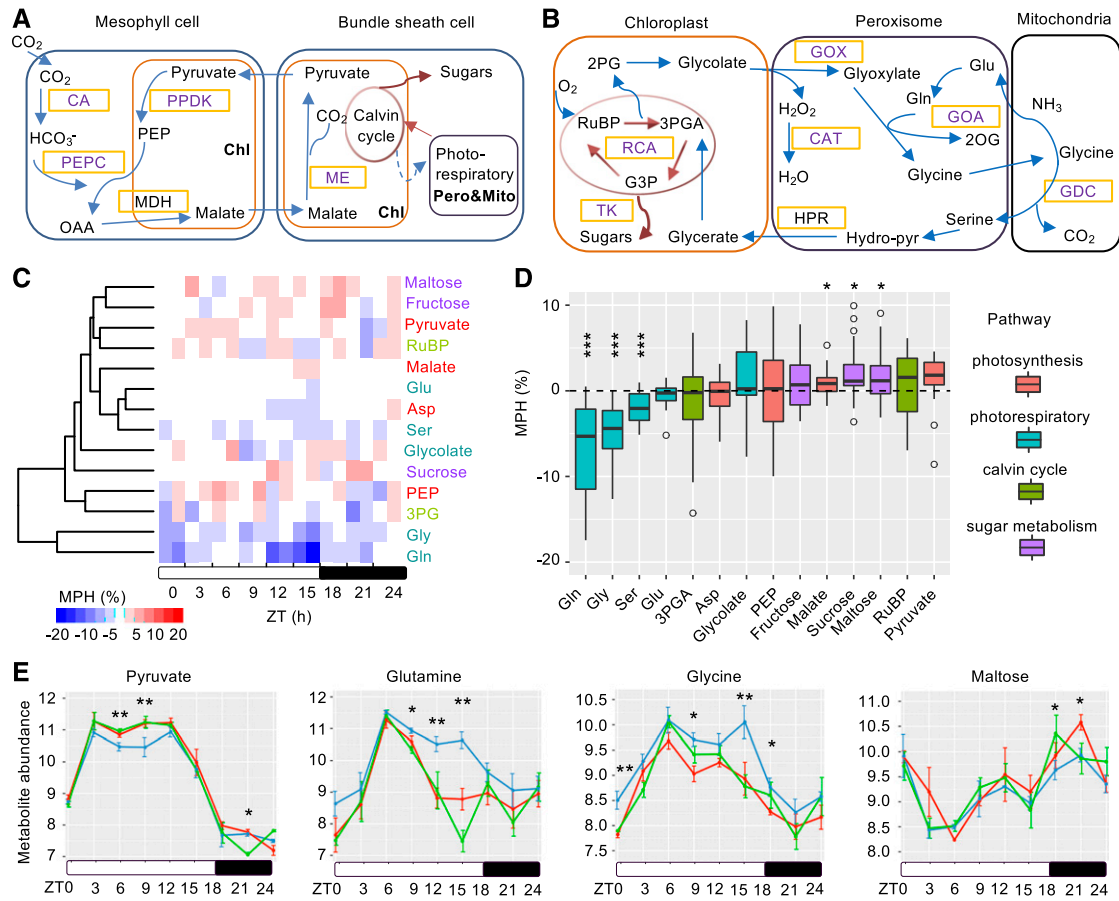 A
Mesophyll cell
Bundle sheath cell
CO2
CO2
CA
HCO3-
PEPC
OAA
Pyruvate
PPDK
PEP
Chl
MDH
Malate
Pyruvate
CO2
Calvin
cycle
ME
Malate
Chl
Sugars
Photo-
respiratory
Pero&Mito
B
Chloroplast
Peroxisome
Mitochondria
2PG
Glycolate
O2
RuBP
3PGA
RCA
G3P
TK
Sugars
Glycerate
GOX
Glyoxylate
H2O2
CAT
H2O
Gln
Glu
GOA
2OG
Glycine
HPR
Hydro-pyr
Serine
NH3
Glycine
GDC
CO2
C
Maltose
Fructose
Pyruvate
RuBP
Malate
Glu
Asp
Ser
Glycolate
Sucrose
PEP
3PG
Gly
Gln
0 3 6 9 12 15 18 21 22 24
ZT (h)
MPH (%)
-20 -10 -5 5 10 20
D
MPH (%)
10
0
-10
-20
*** *** *** * * *
Gln
Gly
Ser
Glu
3PGA
Asp
Glycolate
PEP
Fructose
Malate
Sucrose
Maltose
RuBP
Pyruvate
Pathway
photosynthesis
photorespiratory
calvin cycle
sugar metabolism
E
Metabolite abundance
Pyruvate
12
11
10
9
8
7
** ** *
ZT0 3 6 9 12 15 18 21 24
Glutamine
12
11
10
9
8
7
* ** **
ZT0 3 6 9 12 15 18 21 24
Glycine
10.5
10.0
9.5
9.0
8.5
8.0
7.5
** * ** *
ZT0 3 6 9 12 15 18 21 24
Maltose
11.0
10.5
10.0
9.5
9.0
8.5
8.0
* *
ZT0 3 6 9 12 15 18 21 24